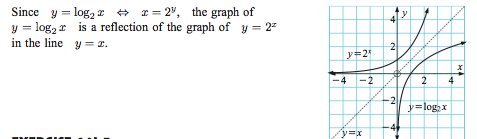 Since y = log₂ x ⇔ x = 2ʸ, the graph of
y = log₂ x is a reflection of the graph of y = 2ˣ
in the line y = x.
4 y
2
y=2ˣ
x
-4 -2 2 4
-2
y=log₂x
-4
y=x